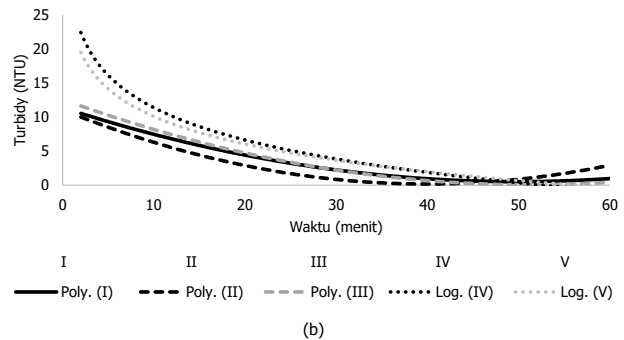 25
20
15
10
5
0
Turbidy (NTU)
0 10 20 30 40 50 60
Waktu (menit)
I II III IV V
Poly. (I) Poly. (II) Poly. (III) Log. (IV) Log. (V)
(b)